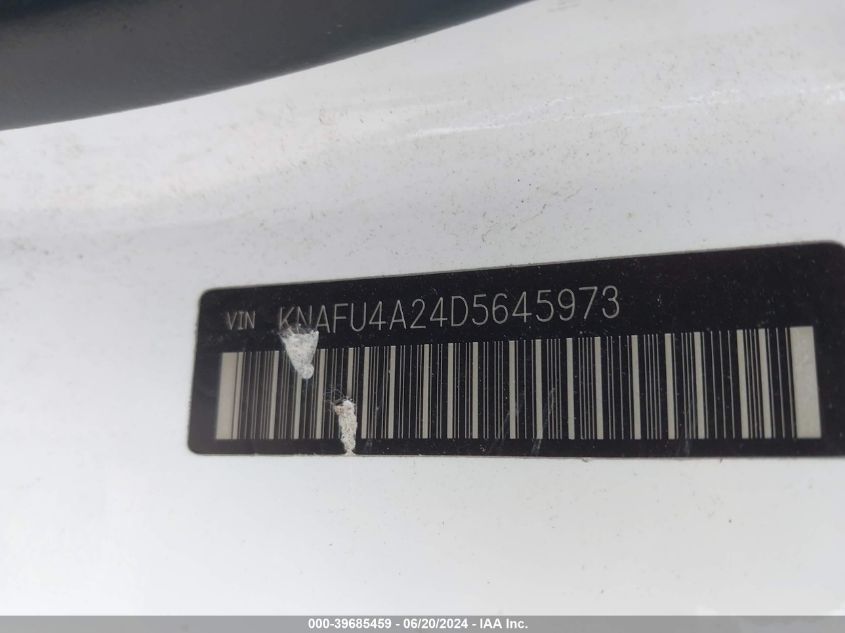 VIN KNAFU4A24D5645973
000-39685459 - 06/20/2024 - IAA Inc.